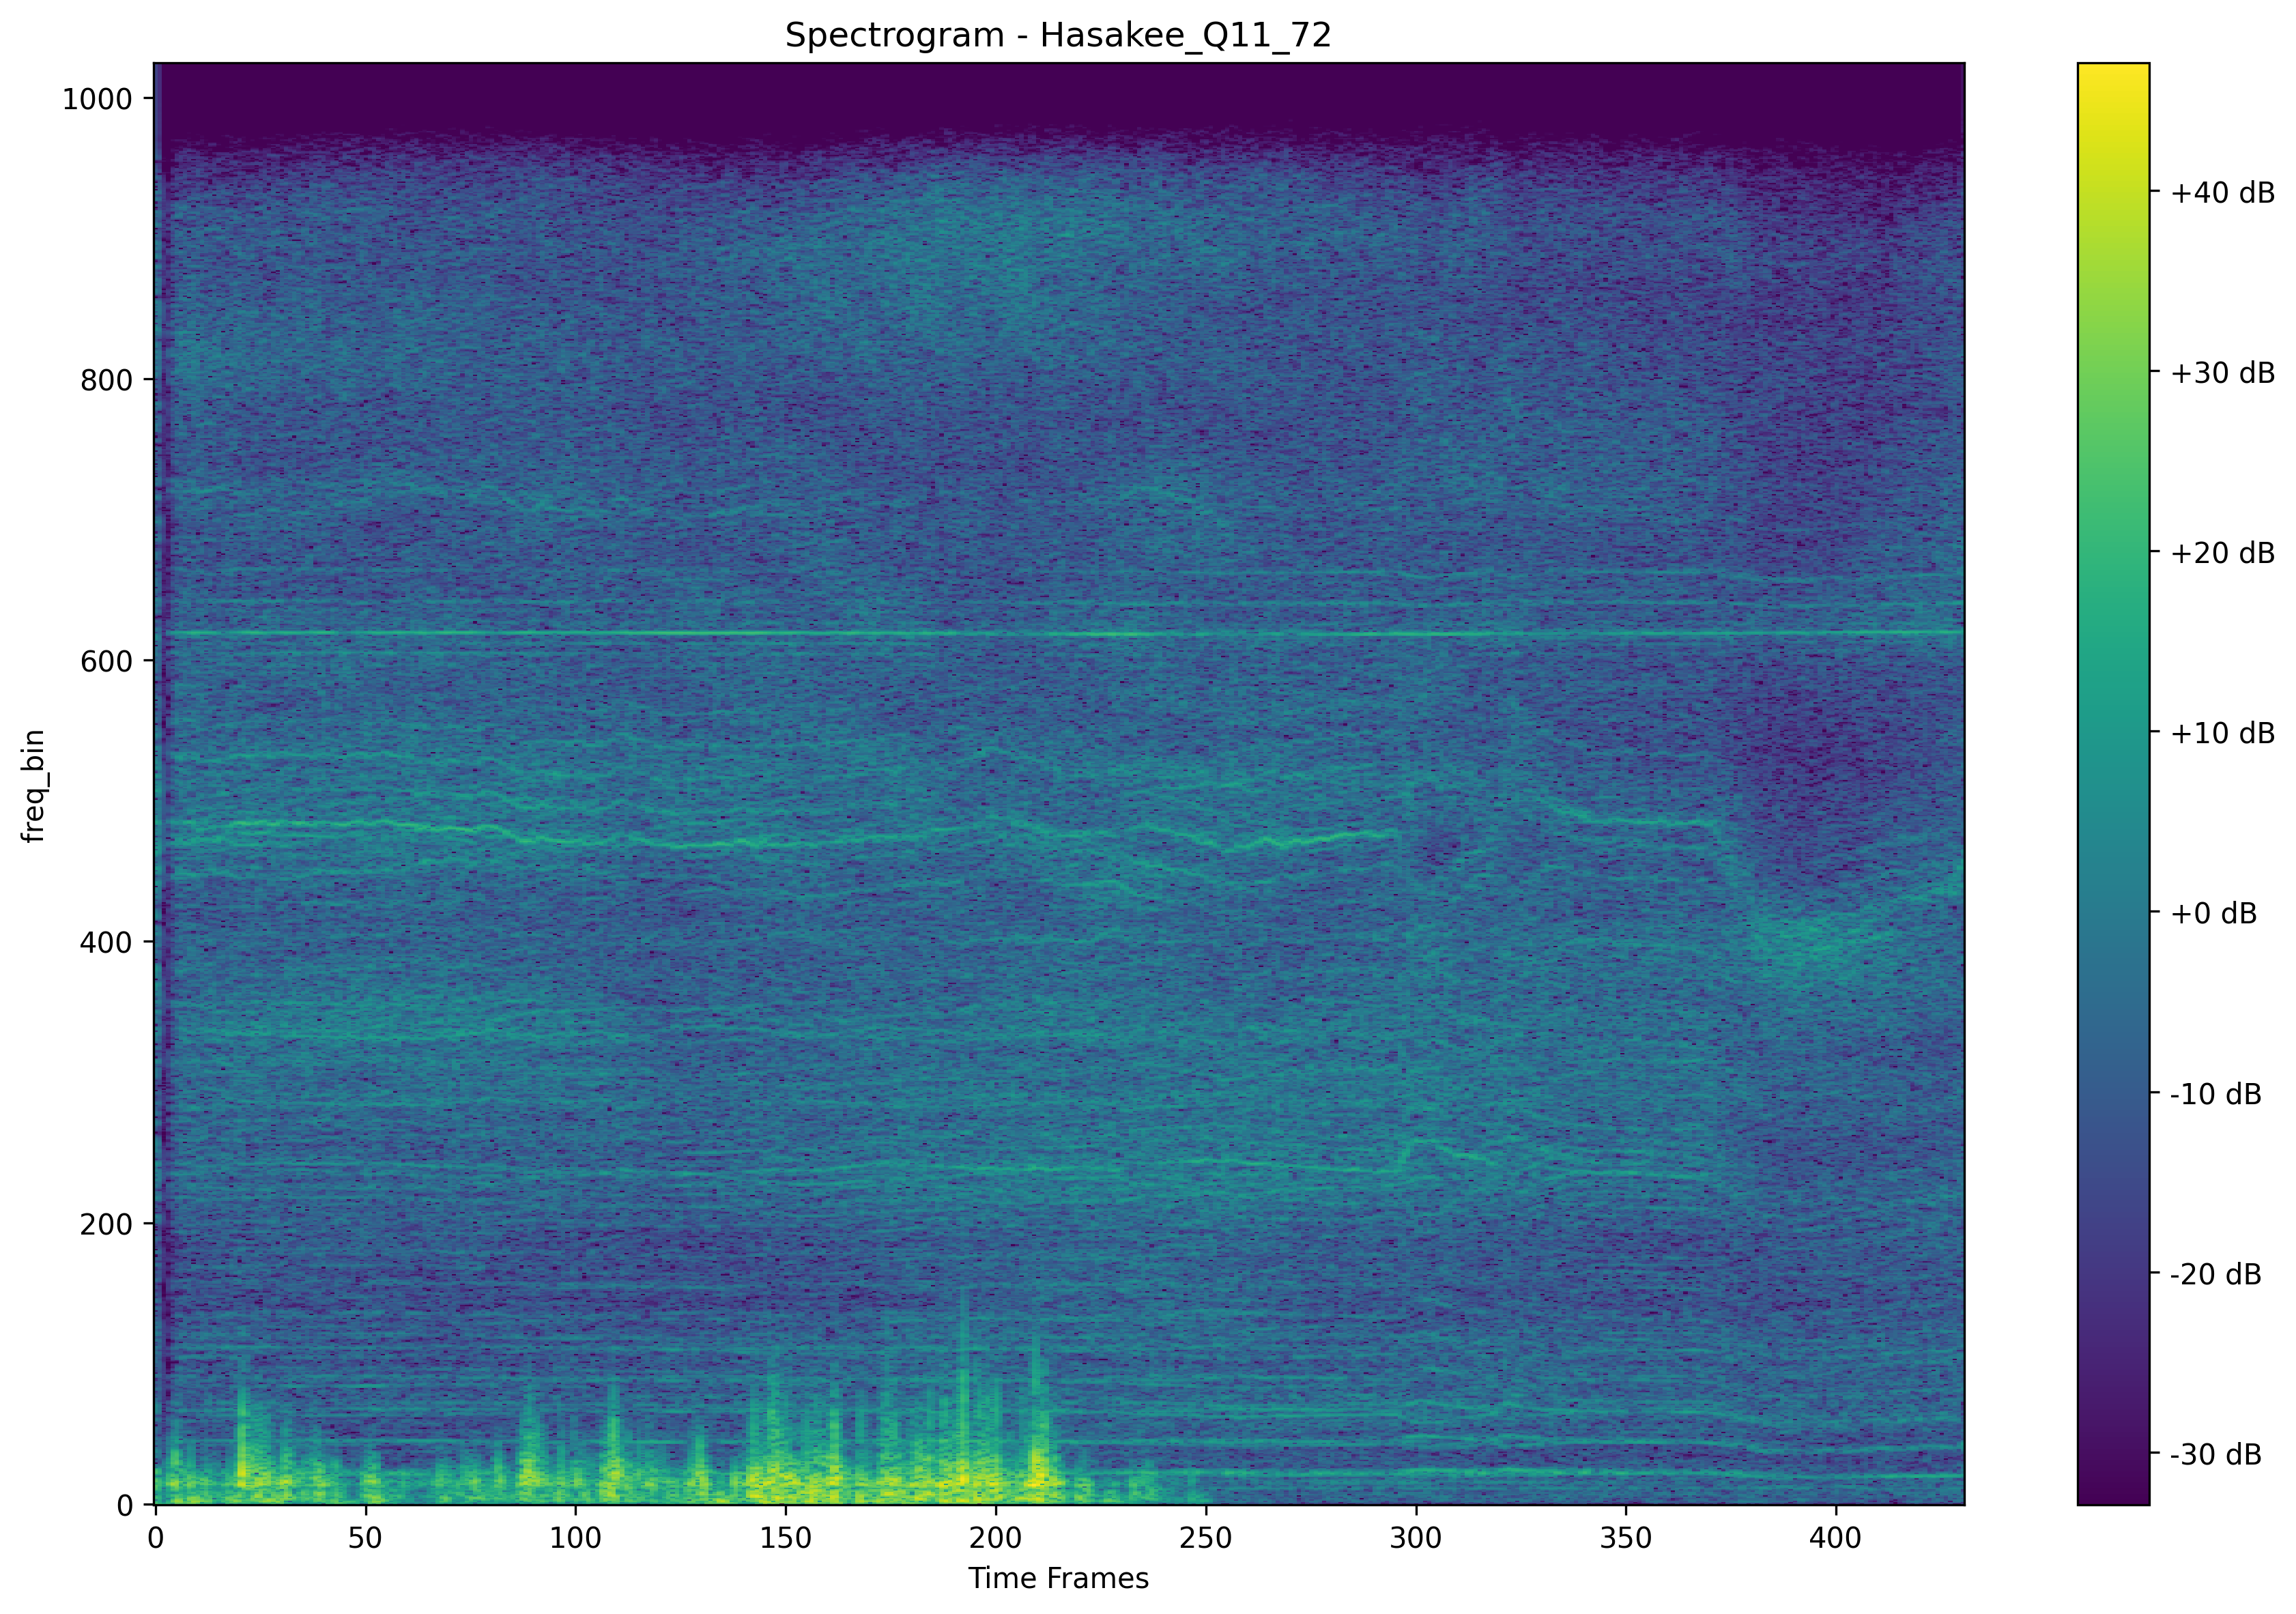 Spectrogram - Hasakee_Q11_72
1000
800
600
400
200
0
freq_bin
0 50 100 150 200 250 300 350 400
Time Frames
+40 dB
+30 dB
+20 dB
+10 dB
+0 dB
-10 dB
-20 dB
-30 dB